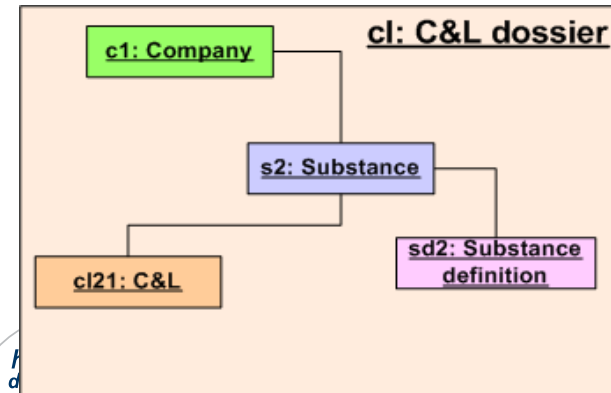 cl: C&L dossier
c1: Company
s2: Substance
sd2: Substance
definition
cl21: C&L